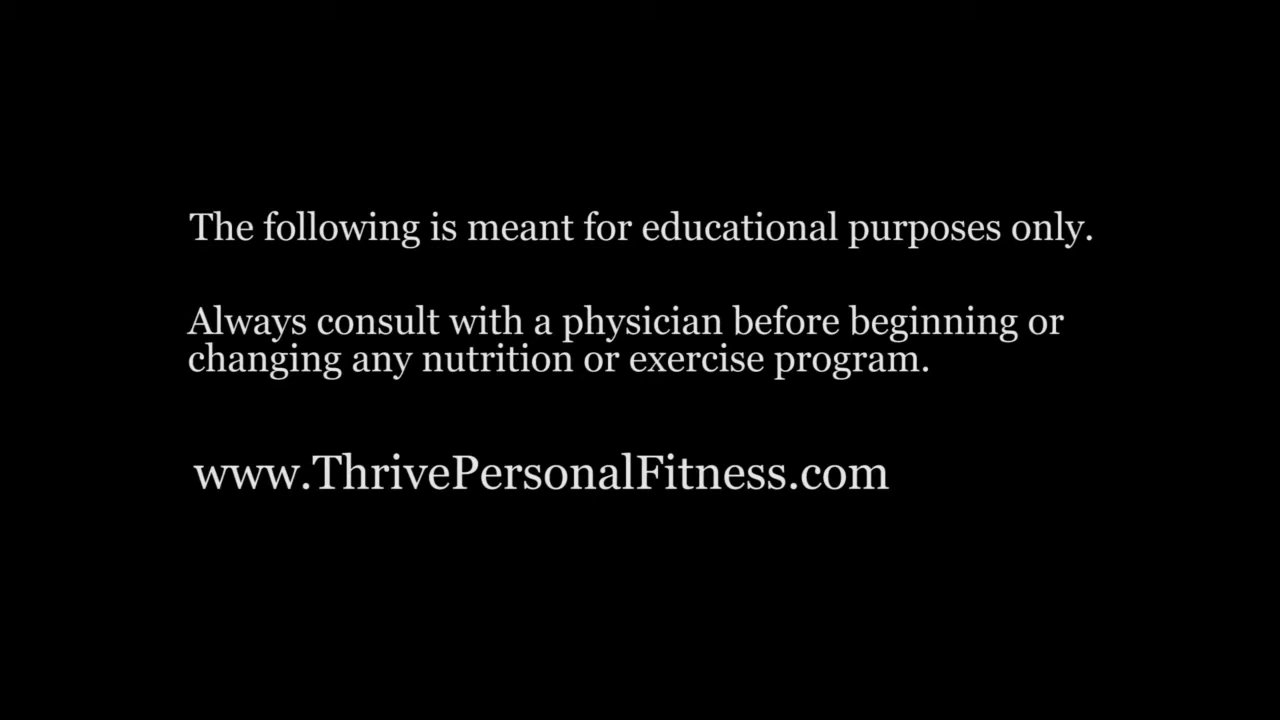 The following is meant for educational purposes only.
Always consult with a physician before beginning or
changing any nutrition or exercise program.
www.ThrivePersonalFitness.com